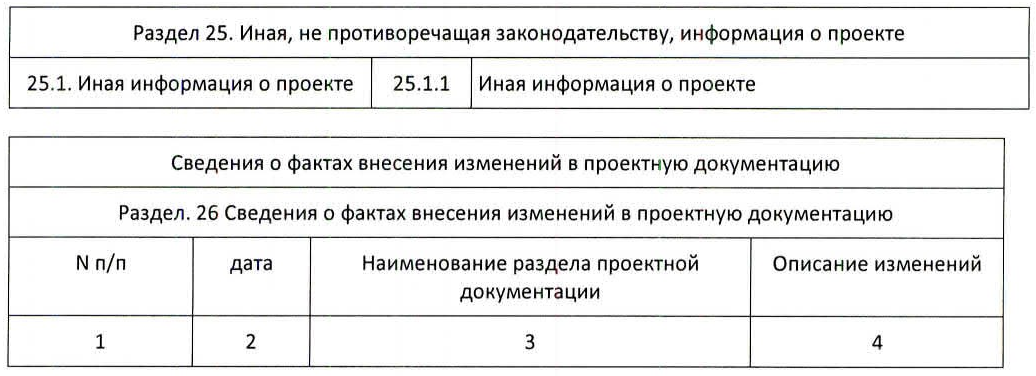 Раздел 25. Иная, не противоречащая законодательству, информация о проекте
25.1. Иная информация о проекте 25.1.1 Иная информация о проекте
Сведения о фактах внесения изменений в проектную документацию
Раздел. 26 Сведения о фактах внесения изменений в проектную документацию
N п/п дата Наименование раздела проектной Описание изменений
документации
1 2 3 4